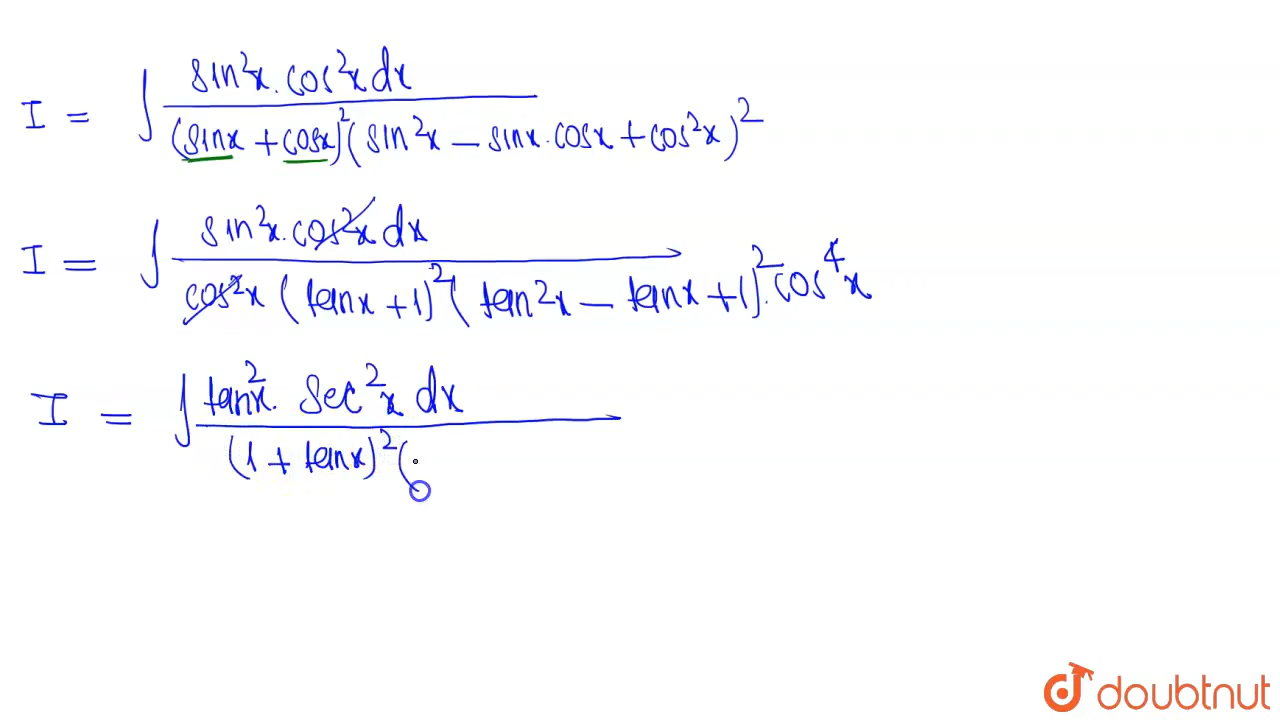 I = ∫ sin²x. cos²x dx
(sinx + cosx)² (sin²x − sinx. cosx + cos²x)²
I = ∫ sin²x. cos²x dx
cos²x (tanx + 1)² (tan²x − tanx + 1)². cos⁴x
I = ∫ tan²x. sec²x dx
(1 + tanx)² (
doubtnut